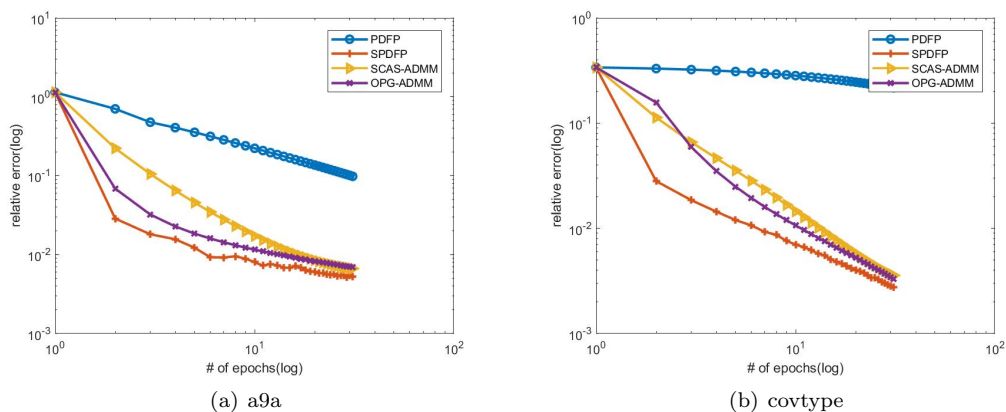 10^1
10^0
10^-1
10^-2
10^-3
relative error(log)
10^0
10^1
10^2
# of epochs(log)
PDFP
SPDFP
SCAS-ADMM
OPG-ADMM
(a) a9a
10^0
10^-1
10^-2
10^-3
relative error(log)
10^0
10^1
10^2
# of epochs(log)
PDFP
SPDFP
SCAS-ADMM
OPG-ADMM
(b) covtype